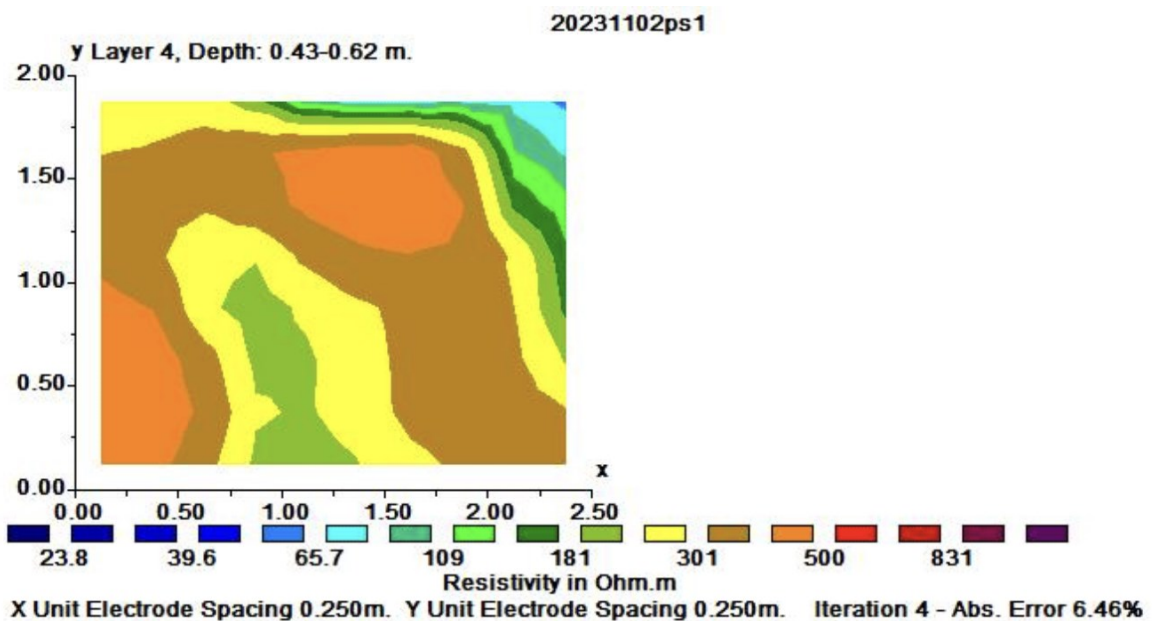 20231102ps1
y Layer 4, Depth: 0.43-0.62 m.
2.00
1.50
1.00
0.50
0.00
x
0.00 0.50 1.00 1.50 2.00 2.50
23.8 39.6 65.7 109 181 301 500 831
Resistivity in Ohm.m
X Unit Electrode Spacing 0.250m. Y Unit Electrode Spacing 0.250m. Iteration 4 - Abs. Error 6.46%